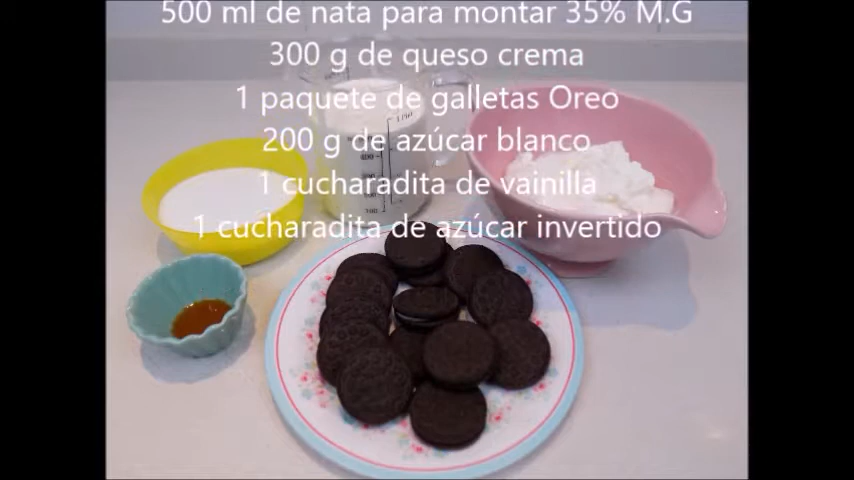 500 ml de nata para montar 35% M.G
300 g de queso crema
1 paquete de galletas Oreo
200 g de azúcar blanco
1 cucharadita de vainilla
1 cucharadita de azúcar invertido